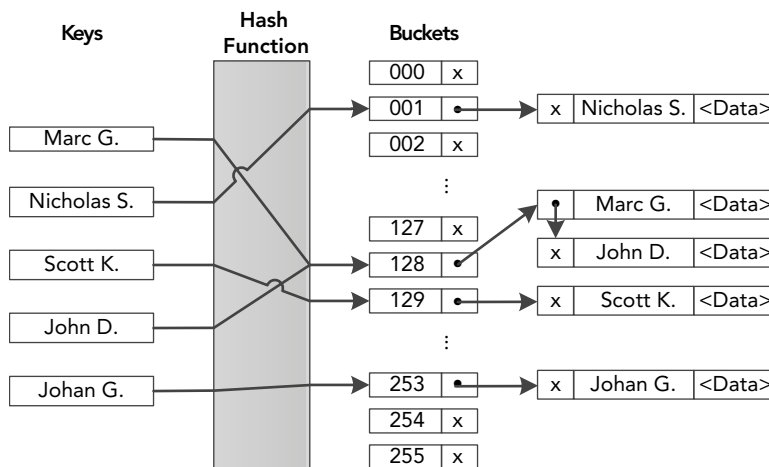 Keys
Hash
Function
Buckets
000 x
001
x Nicholas S. <Data>
002 x
Marc G.
Nicholas S.
Scott K.
John D.
Johan G.
⋮
127 x
128
Marc G. <Data>
x John D. <Data>
129
x Scott K. <Data>
⋮
253
x Johan G. <Data>
254 x
255 x